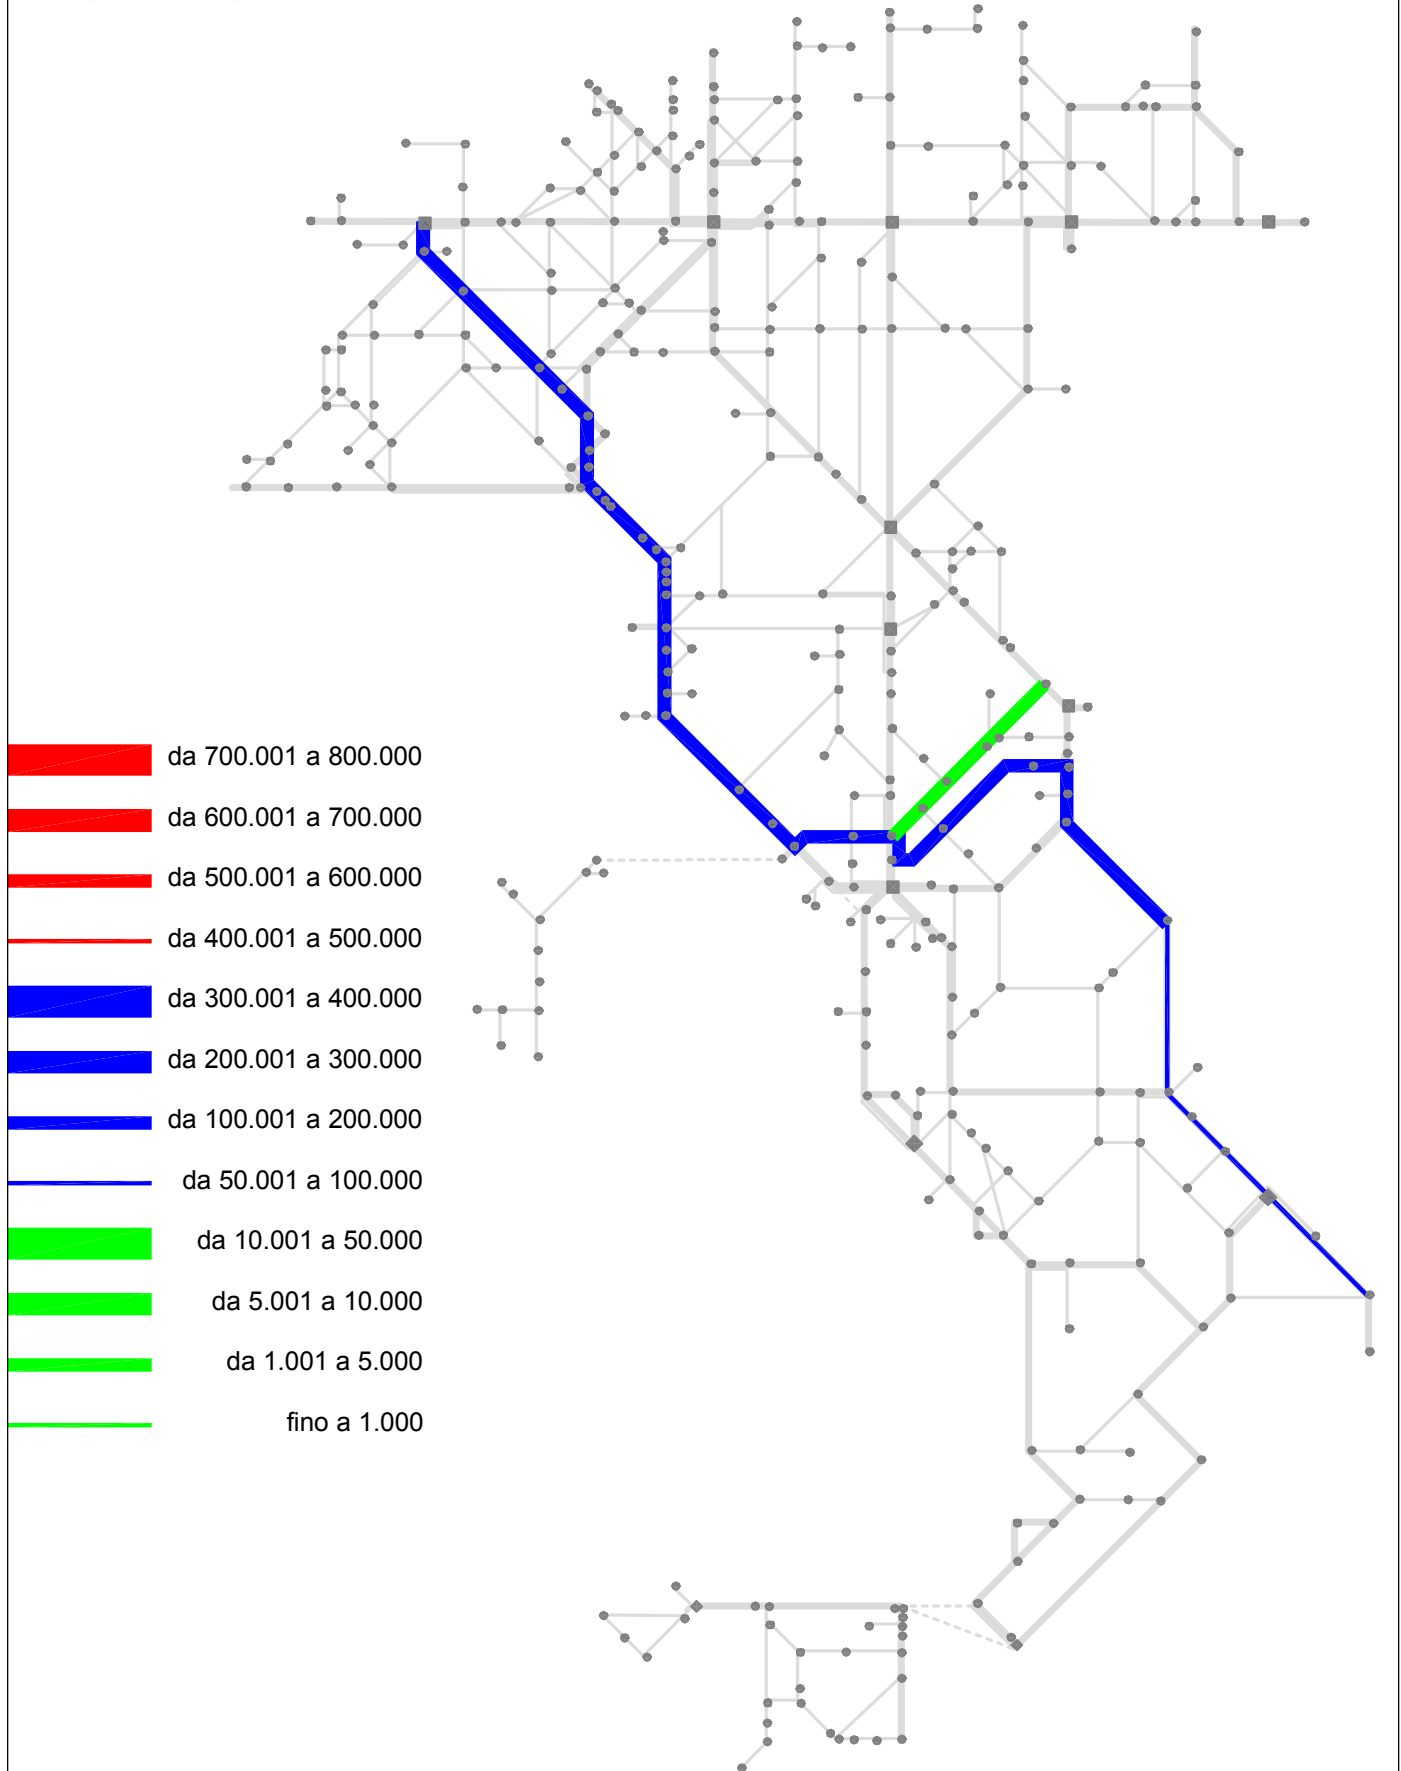 da 700.001 a 800.000
da 600.001 a 700.000
da 500.001 a 600.000
da 400.001 a 500.000
da 300.001 a 400.000
da 200.001 a 300.000
da 100.001 a 200.000
da 50.001 a 100.000
da 10.001 a 50.000
da 5.001 a 10.000
da 1.001 a 5.000
fino a 1.000